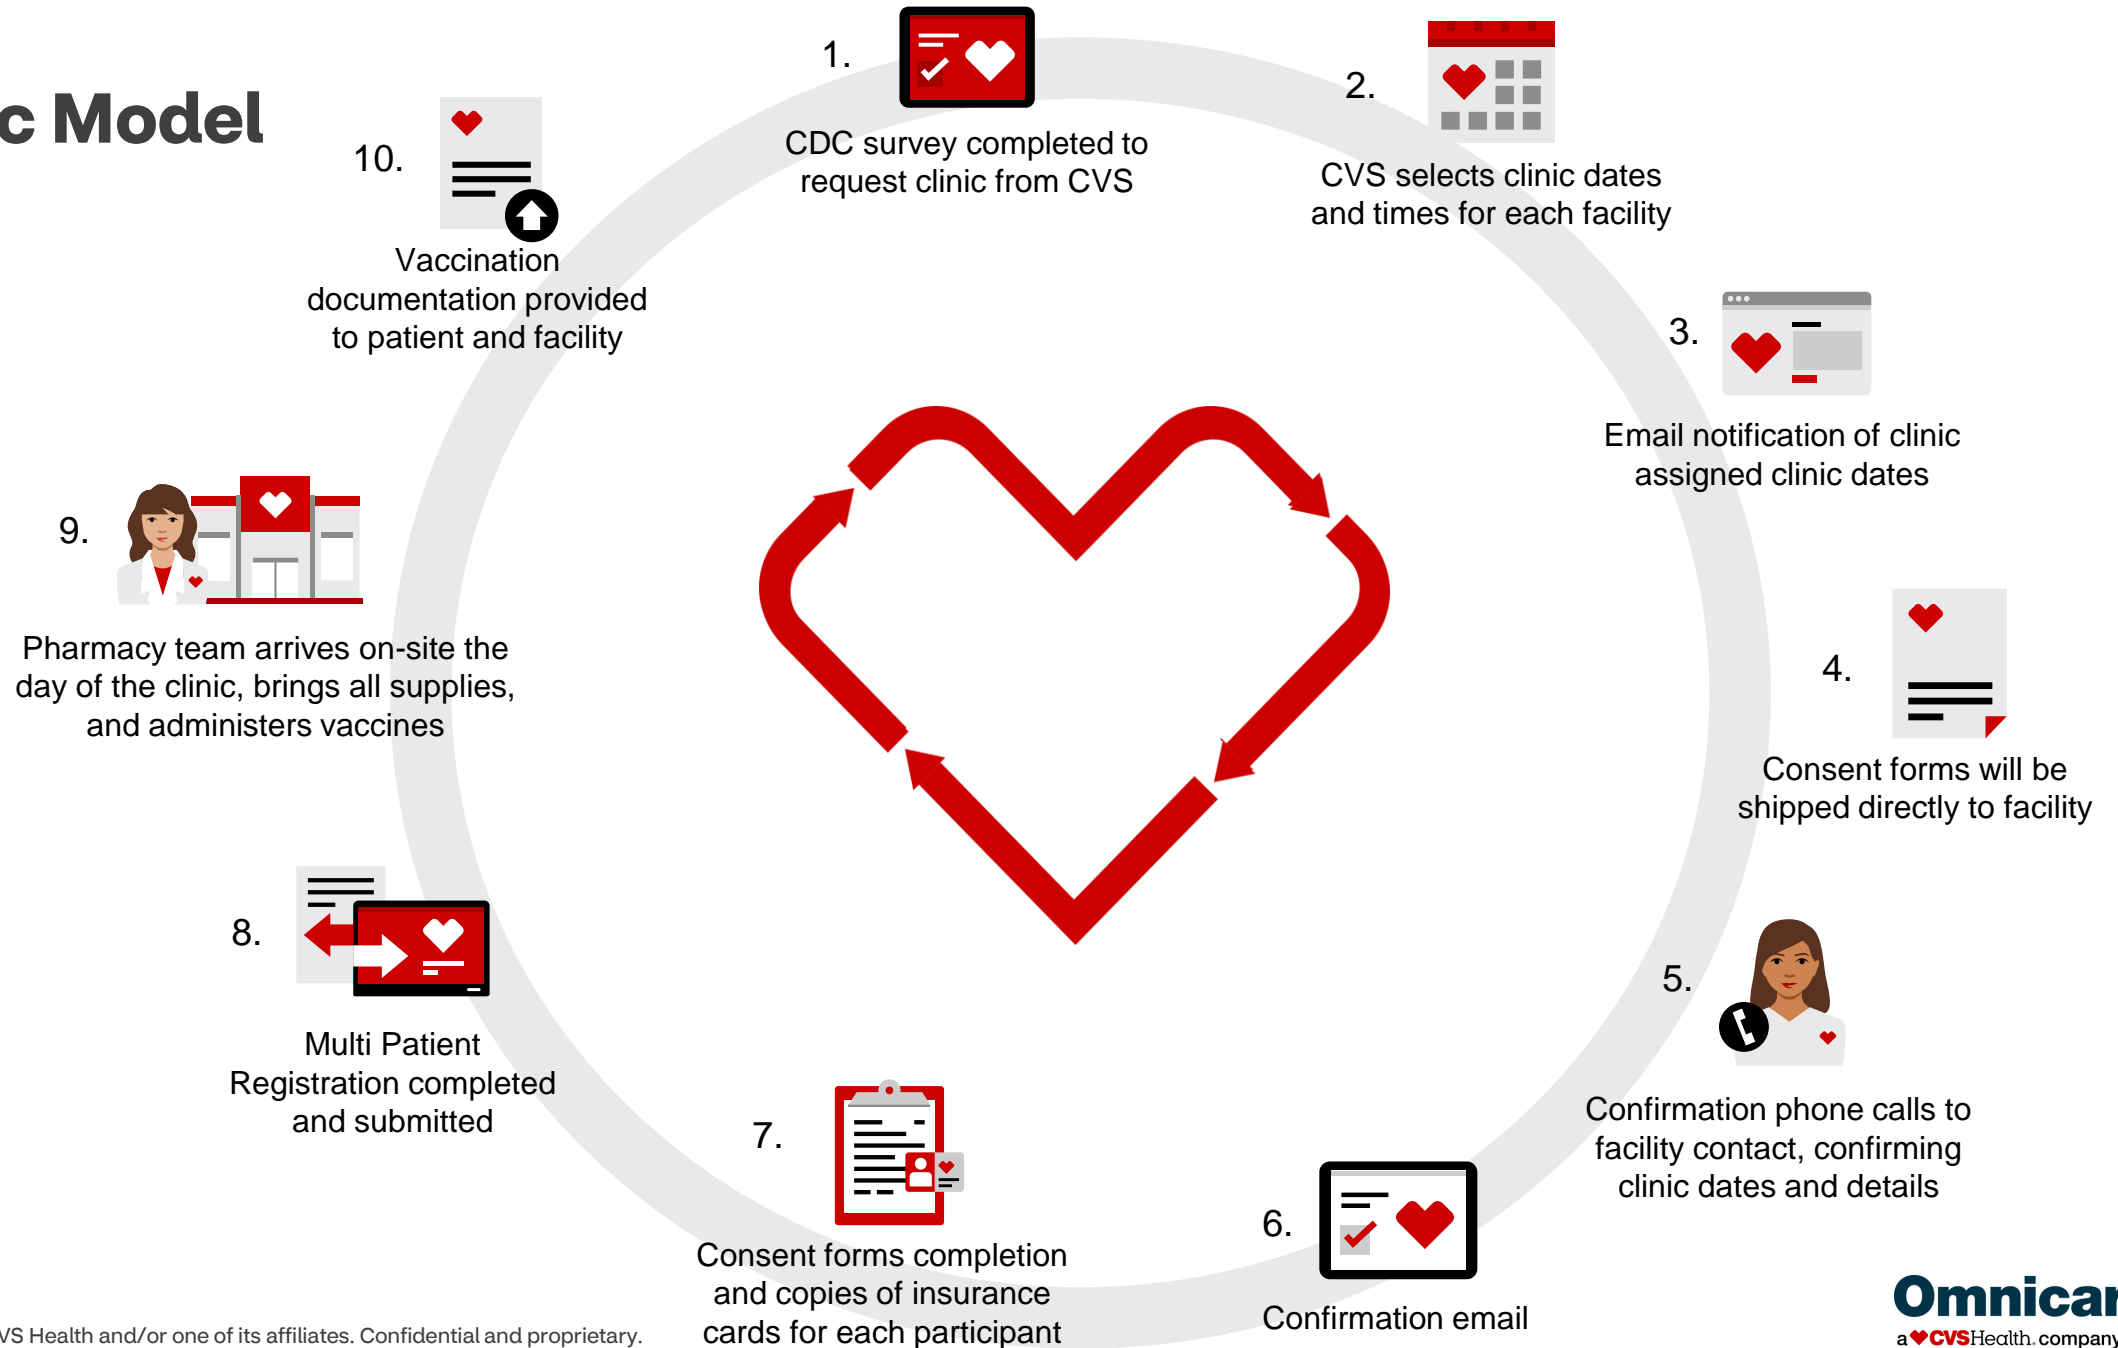 c Model
1.
CDC survey completed to
request clinic from CVS
2.
CVS selects clinic dates
and times for each facility
3.
Email notification of clinic
assigned clinic dates
4.
Consent forms will be
shipped directly to facility
5.
Confirmation phone calls to
facility contact, confirming
clinic dates and details
6.
Confirmation email
7.
Consent forms completion
and copies of insurance
cards for each participant
8.
Multi Patient
Registration completed
and submitted
9.
Pharmacy team arrives on-site the
day of the clinic, brings all supplies,
and administers vaccines
10.
Vaccination
documentation provided
to patient and facility
VS Health and/or one of its affiliates. Confidential and proprietary.
Omnicar
a CVSHealth. company